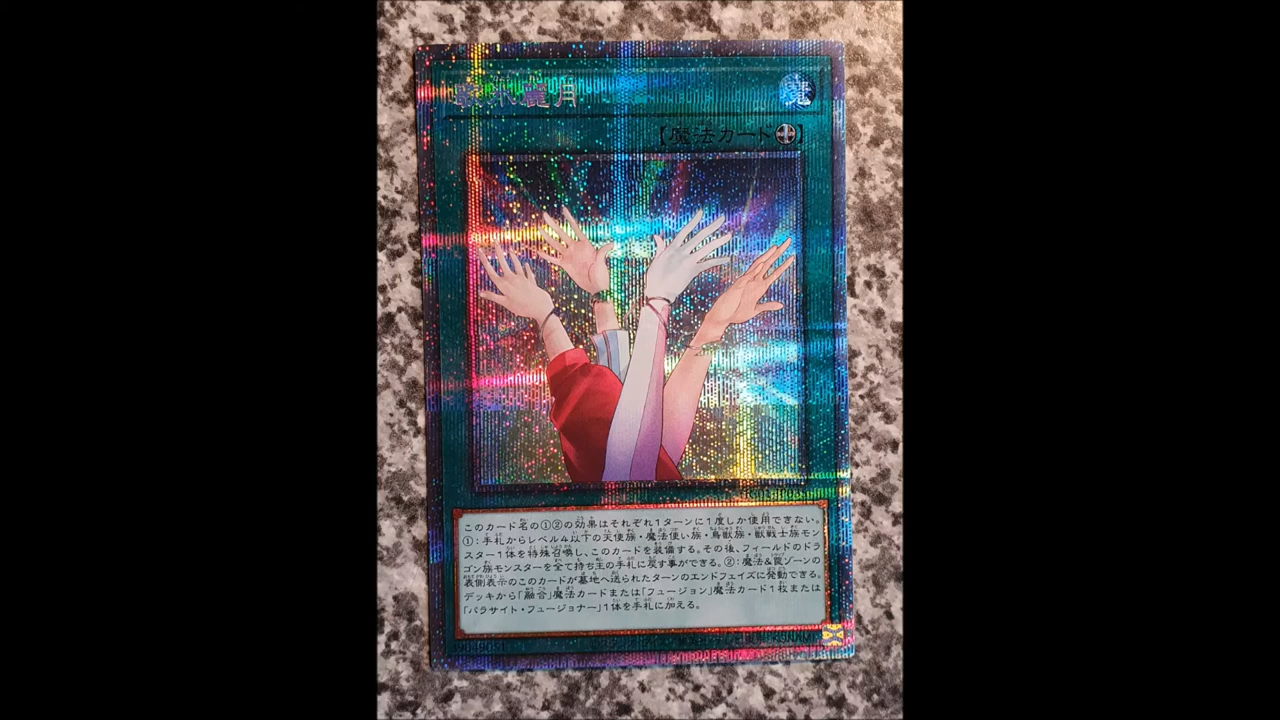 麗月
魔
【魔法カード】
このカード名の①②の効果はそれぞれ1ターンに1度しか使用できない。
①:手札からレベル4以下の天使族・魔法使い族・鳥獣族・獣戦士族モン
スター1体を特殊召喚し、このカードを装備する。その後、フィールドのドラ
ゴン族モンスターを全て持ち主の手札に戻す事ができる。②:魔法&罠ゾーンの
表側表示のこのカードが墓地へ送られたターンのエンドフェイズに発動できる。
デッキから「融合」魔法カードまたは「フュージョン」魔法カード1枚または
「パラサイト・フュージョナー」1体を手札に加える。